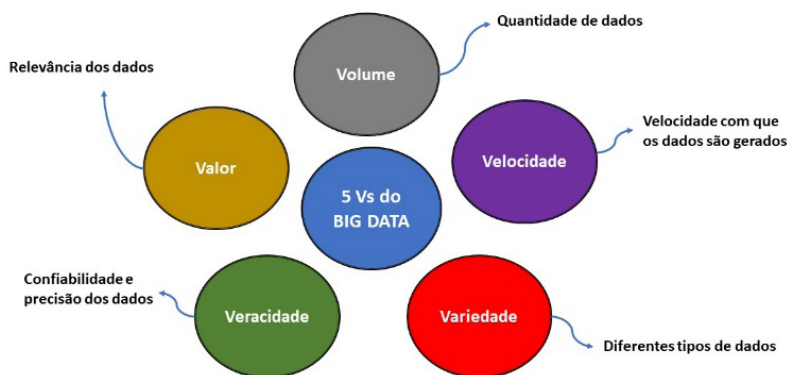 Quantidade de dados
Volume
Relevância dos dados
Velocidade com que
os dados são gerados
Valor
Velocidade
5 Vs do
BIG DATA
Confiabilidade e
precisão dos dados
Veracidade
Variedade
Diferentes tipos de dados